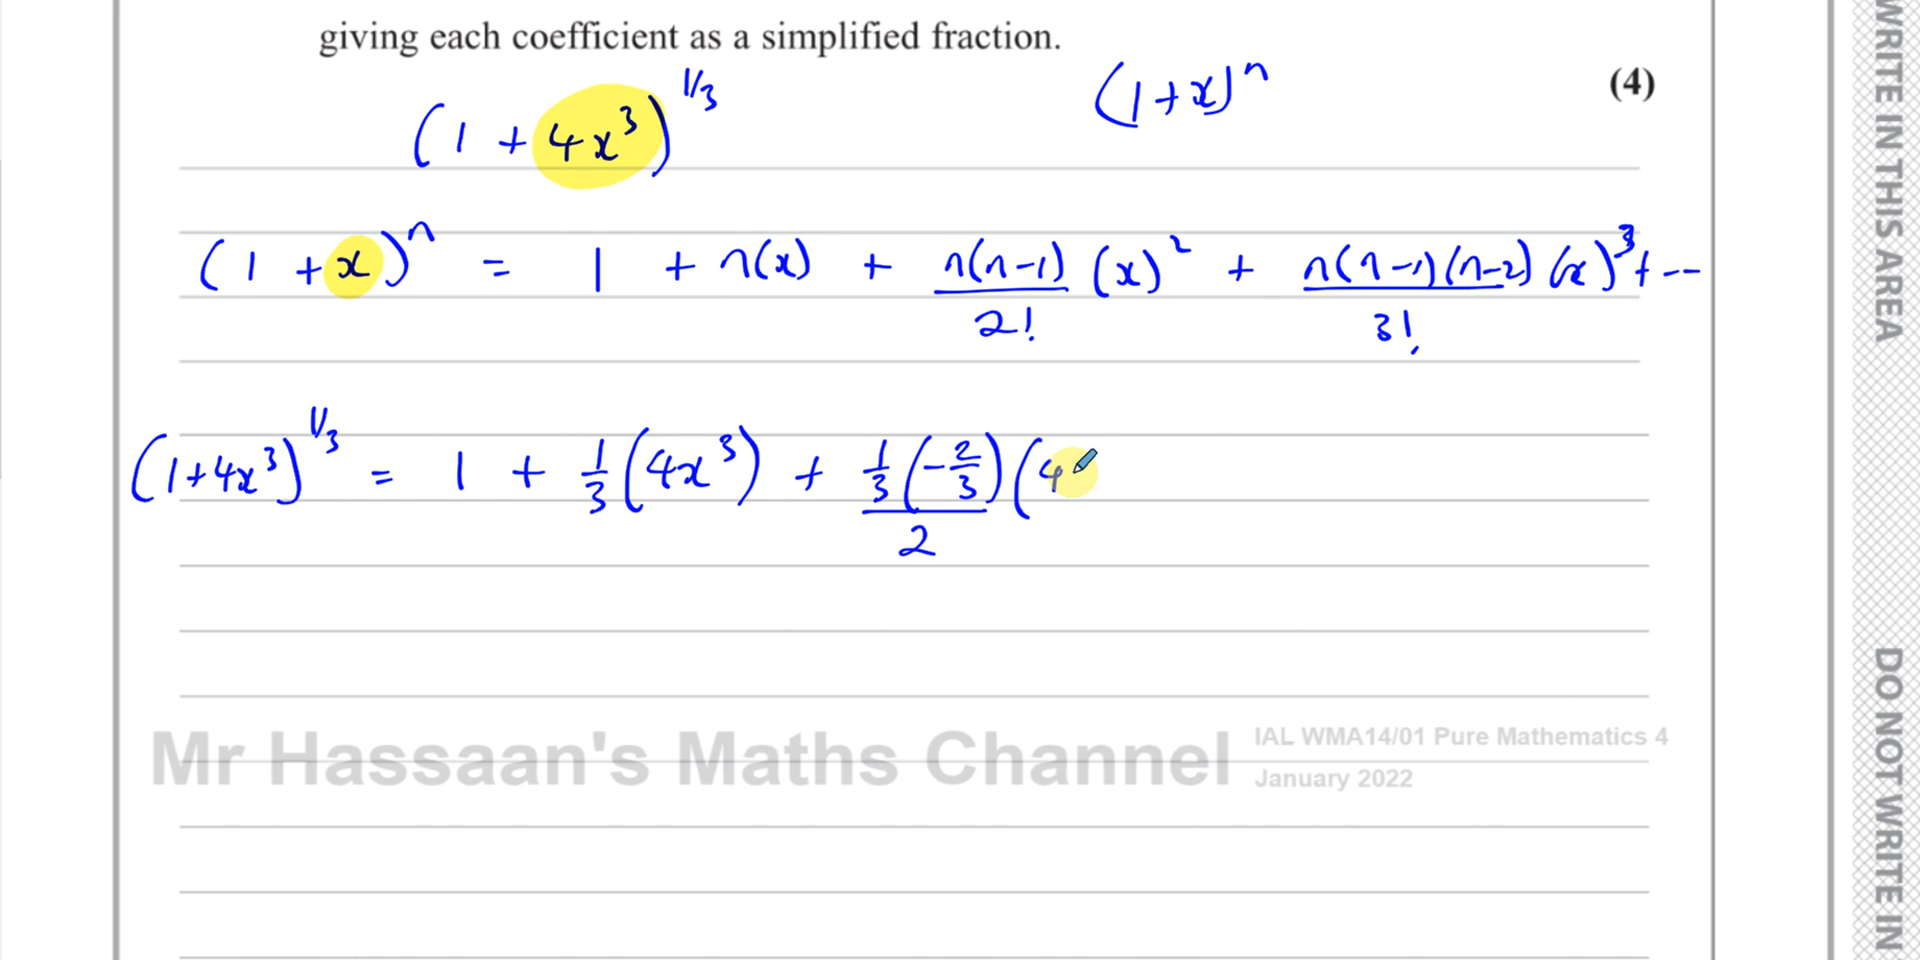 giving each coefficient as a simplified fraction.
(4)
(1 + 4x³)^1/3
(1+x)^n
(1 + x)^n = 1 + n(x) + n(n-1)/2! (x)² + n(n-1)(n-2)/3! (x)³ + --
(1+4x³)^1/3 = 1 + 1/3 (4x³) + 1/3 (-2/3)/2 (4
Mr Hassaan's Maths Channel
IAL WMA14/01 Pure Mathematics 4
January 2022
WRITE IN THIS AREA
DO NOT WRITE IN